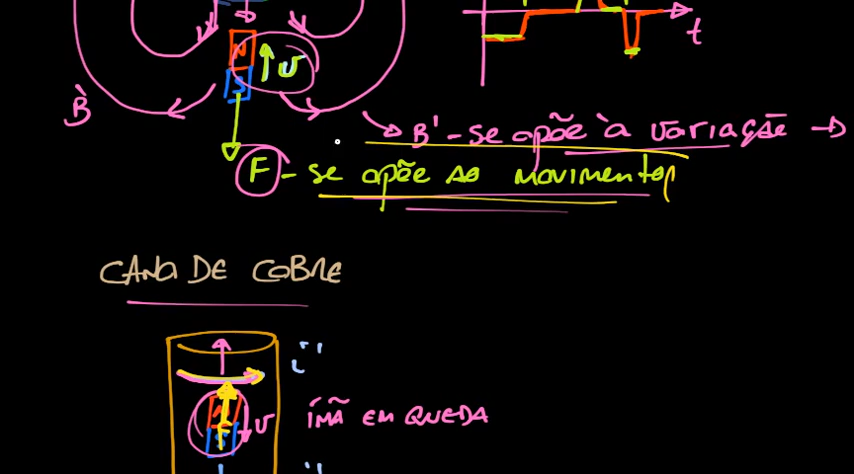 t
N
S
v
B
B' - se opõe à variação →
F - se opõe ao movimento
CANO DE COBRE
i''
N
F
S
v
ÍMÃ EM QUEDA